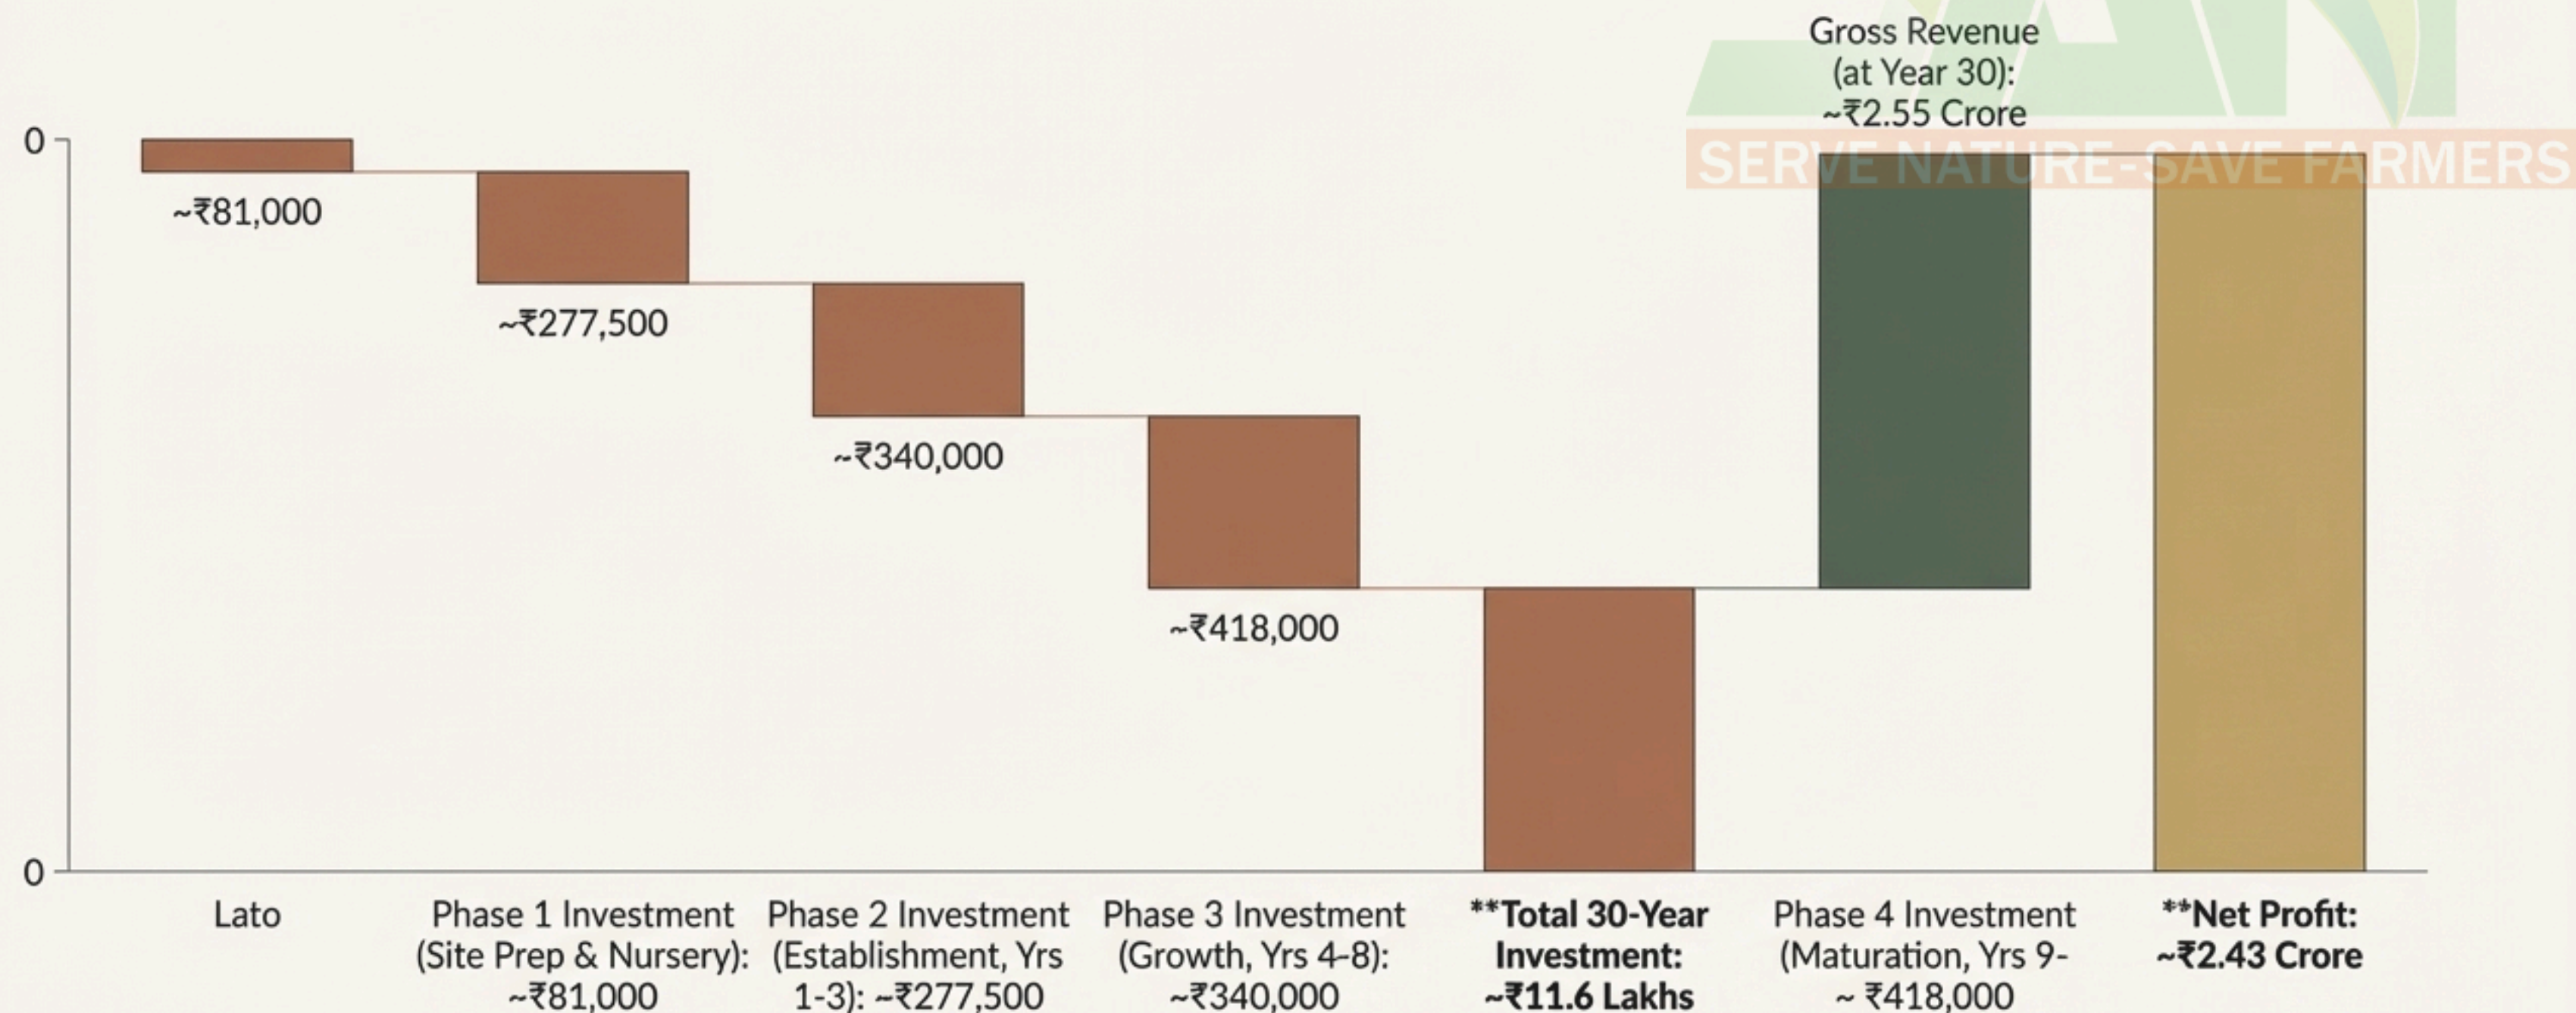 Gross Revenue
(at Year 30):
~₹2.55 Crore
SERVE NATURE-SAVE FARMERS
0
~₹81,000
~₹277,500
~₹340,000
~₹418,000
0
Lato
Phase 1 Investment
(Site Prep & Nursery):
~₹81,000
Phase 2 Investment
(Establishment, Yrs
1-3): ~₹277,500
Phase 3 Investment
(Growth, Yrs 4-8):
~₹340,000
**Total 30-Year
Investment:
~₹11.6 Lakhs
Phase 4 Investment
(Maturation, Yrs 9-
~ ₹418,000
**Net Profit:
~₹2.43 Crore